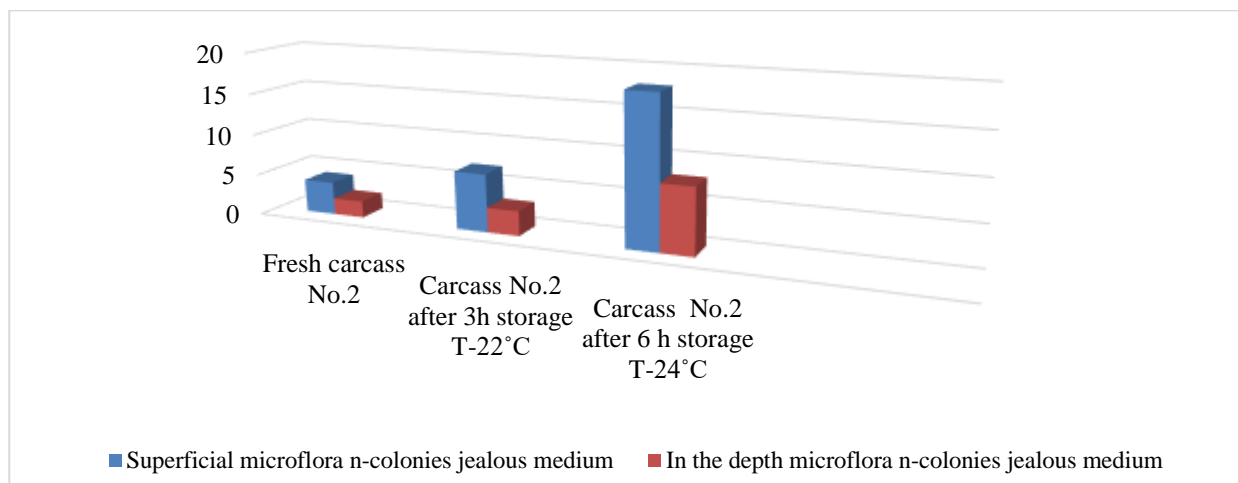 20
15
10
5
0
Fresh carcass
No.2
Carcass No.2
after 3h storage
T-22˚C
Carcass No.2
after 6 h storage
T-24˚C
Superficial microflora n-colonies jealous medium
In the depth microflora n-colonies jealous medium